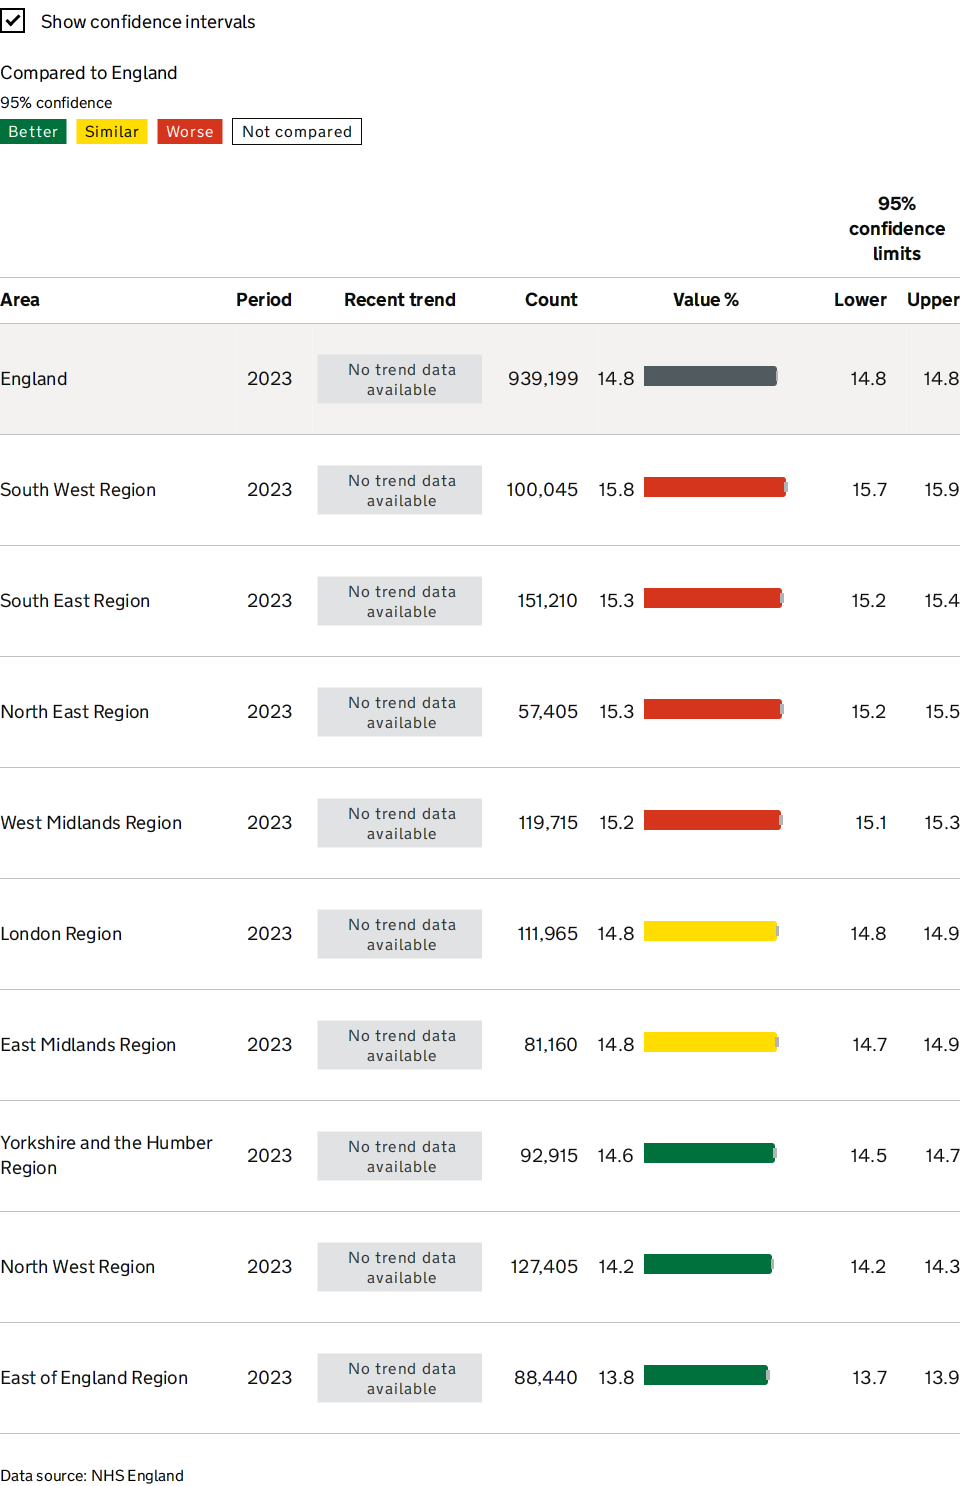 Show confidence intervals
Compared to England
95% confidence
Better Similar Worse Not compared
95%
confidence
limits
Area Period Recent trend Count Value % Lower Upper
England 2023 No trend data available 939,199 14.8 14.8 14.8
South West Region 2023 No trend data available 100,045 15.8 15.7 15.9
South East Region 2023 No trend data available 151,210 15.3 15.2 15.4
North East Region 2023 No trend data available 57,405 15.3 15.2 15.5
West Midlands Region 2023 No trend data available 119,715 15.2 15.1 15.3
London Region 2023 No trend data available 111,965 14.8 14.8 14.9
East Midlands Region 2023 No trend data available 81,160 14.8 14.7 14.9
Yorkshire and the Humber Region 2023 No trend data available 92,915 14.6 14.5 14.7
North West Region 2023 No trend data available 127,405 14.2 14.2 14.3
East of England Region 2023 No trend data available 88,440 13.8 13.7 13.9
Data source: NHS England